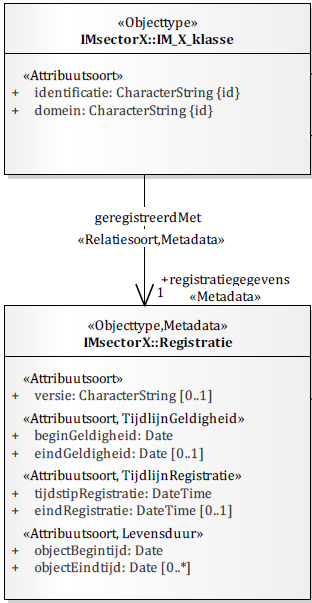 «Objecttype»
IMsectorX::IM_X_klasse
«Attribuutsoort»
+ identificatie: CharacterString {id}
+ domein: CharacterString {id}
geregistreerdMet
«Relatiesoort,Metadata»
+registratiegegevens
1 «Metadata»
«Objecttype,Metadata»
IMsectorX::Registratie
«Attribuutsoort»
+ versie: CharacterString [0..1]
«Attribuutsoort, TijdlijnGeldigheid»
+ beginGeldigheid: Date
+ eindGeldigheid: Date [0..1]
«Attribuutsoort, TijdlijnRegistratie»
+ tijdstipRegistratie: DateTime
+ eindRegistratie: DateTime [0..1]
«Attribuutsoort, Levensduur»
+ objectBegintijd: Date
+ objectEindtijd: Date [0..*]